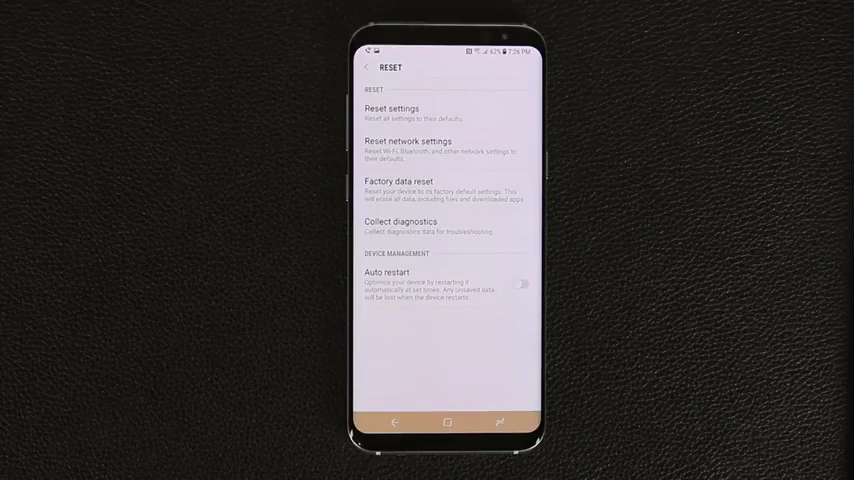 62% 7:26 PM
RESET
RESET
Reset settings
Reset all settings to their defaults.
Reset network settings
Reset Wi-Fi, Bluetooth, and other network settings to
their defaults.
Factory data reset
Reset your device to its factory default settings. This
will erase all data, including files and downloaded apps.
Collect diagnostics
Collect diagnostics data for troubleshooting.
DEVICE MANAGEMENT
Auto restart
Optimize your device by restarting it
automatically at set times. Any unsaved data
will be lost when the device restarts.